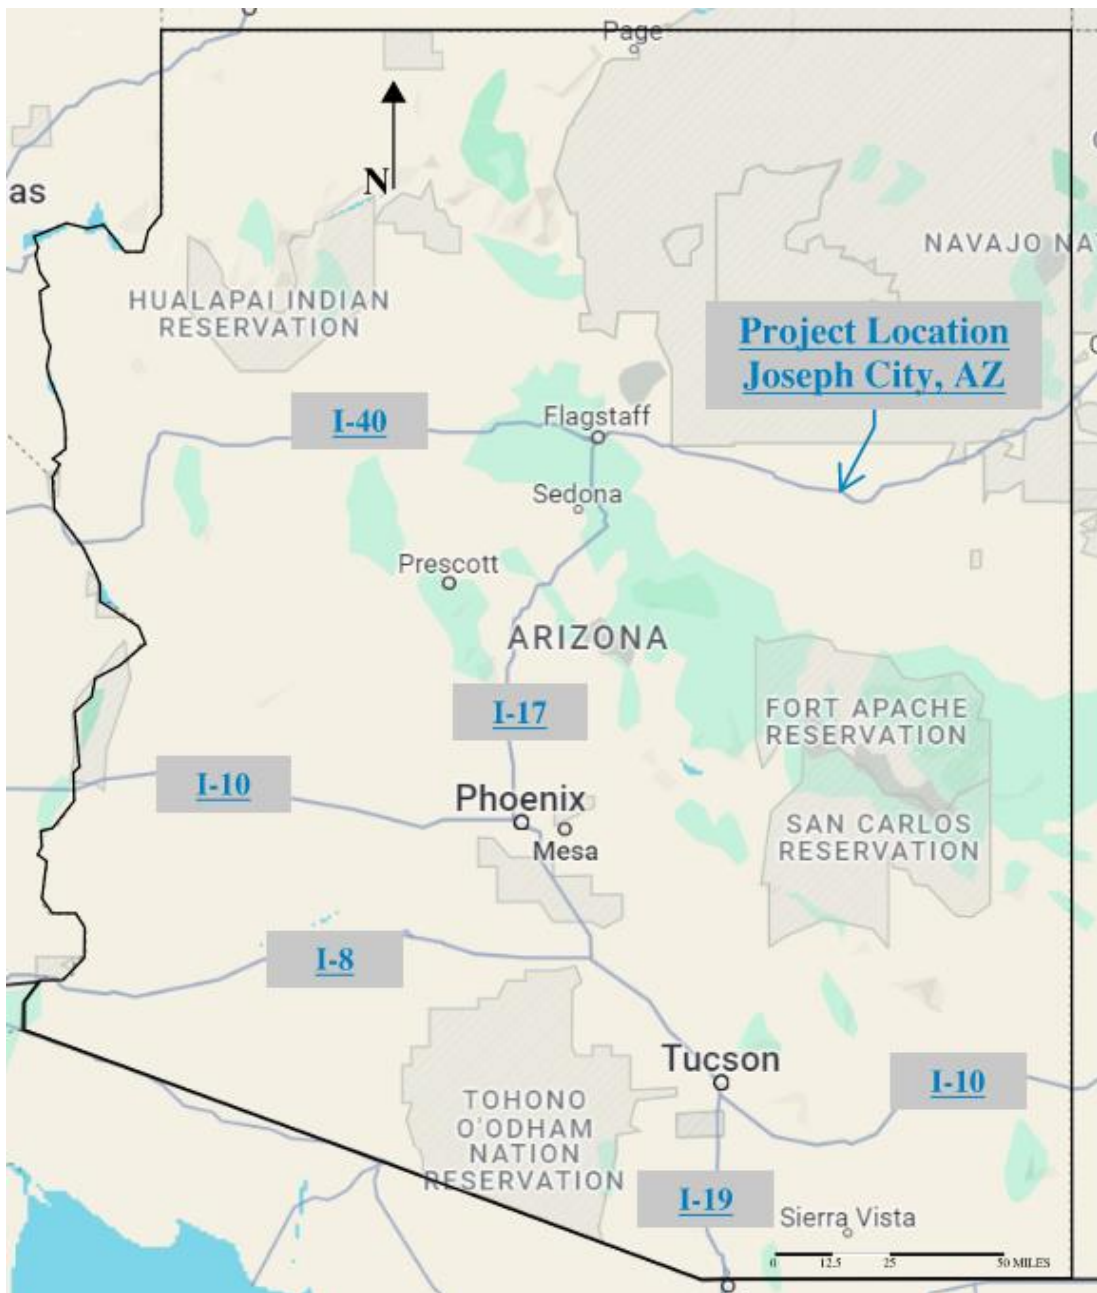 Page
N
as
NAVAJO NA
HUALAPAI INDIAN
RESERVATION
Project Location
Joseph City, AZ
I-40
Flagstaff
Sedona
Prescott
ARIZONA
I-17
FORT APACHE
RESERVATION
I-10
Phoenix
Mesa
SAN CARLOS
RESERVATION
I-8
Tucson
I-10
TOHONO
O'ODHAM
NATION
RESERVATION
I-19
Sierra Vista
0 12.5 25 50 MILES